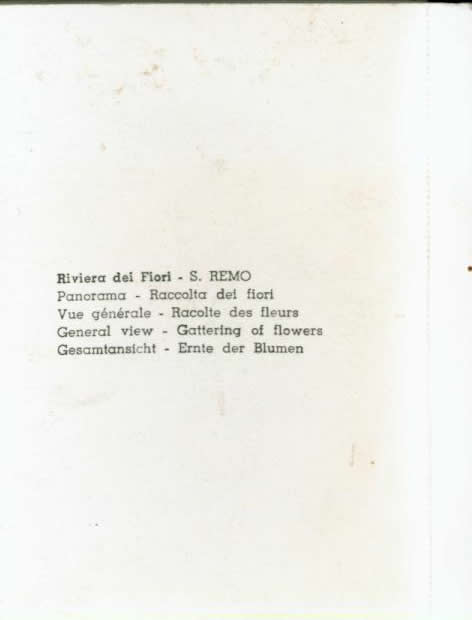 Riviera dei Fiori - S. REMO
Panorama - Raccolta dei fiori
Vue générale - Racolte des fleurs
General view - Gattering of flowers
Gesamtansicht - Ernte der Blumen